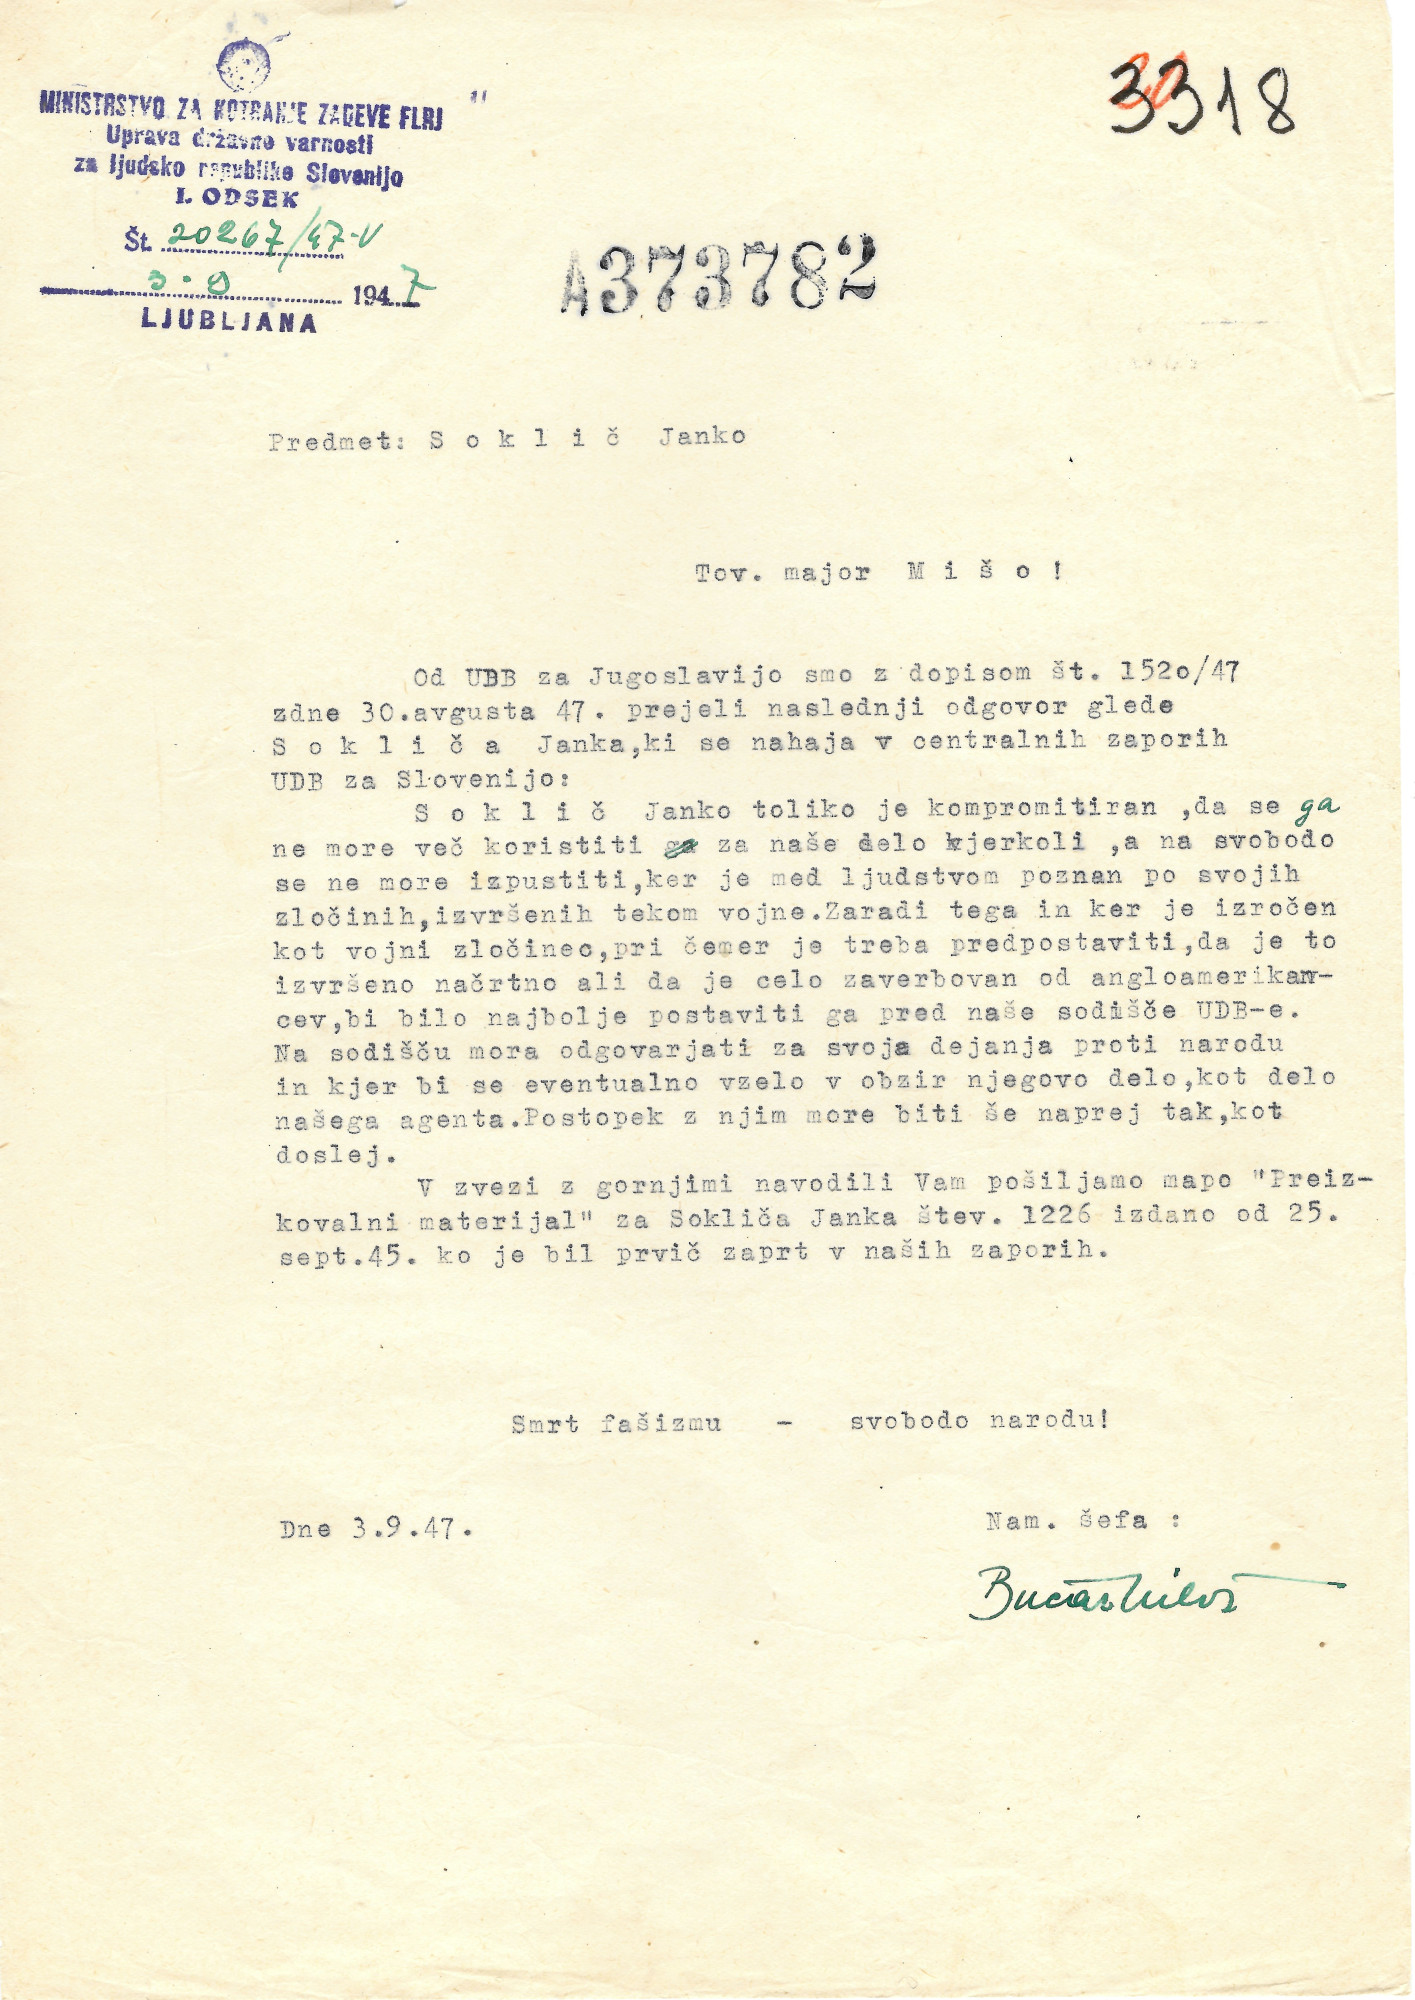 MINISTRSTVO ZA NOTRANJE ZADEVE FLRJ
Uprava državne varnosti
za ljudsko republiko Slovenijo
I. ODSEK
Št. 20267/47-V
3.9 1947
LJUBLJANA
3318
A373782
Predmet: S o k l i č Janko
Tov. major M i š o !
Od UBB za Jugoslavijo smo z dopisom št. 152o/47
zdne 30.avgusta 47. prejeli naslednji odgovor glede
S o k l i č a Janka,ki se nahaja v centralnih zaporih
UDB za Slovenijo:
S o k l i č Janko toliko je kompromitiran ,da se ga
ne more več koristiti ga za naše delo kjerkoli ,a na svobodo
se ne more izpustiti,ker je med ljudstvom poznan po svojih
zločinih,izvršenih tekom vojne.Zaradi tega in ker je izročen
kot vojni zločinec,pri čemer je treba predpostaviti,da je to
izvršeno načrtno ali da je celo zaverbovan od angloamerikan-
cev,bi bilo najbolje postaviti ga pred naše sodišče UDB-e.
Na sodišču mora odgovarjati za svoja dejanja proti narodu
in kjer bi se eventualno vzelo v obzir njegovo delo,kot delo
našega agenta.Postopek z njim more biti še naprej tak,kot
doslej.
V zvezi z gornjimi navodili Vam pošiljamo mapo "Preiz-
kovalni materijal" za Sokliča Janka štev. 1226 izdano od 25.
sept.45. ko je bil prvič zaprt v naših zaporih.
Smrt fašizmu - svobodo narodu!
Dne 3.9.47.
Nam. šefa :